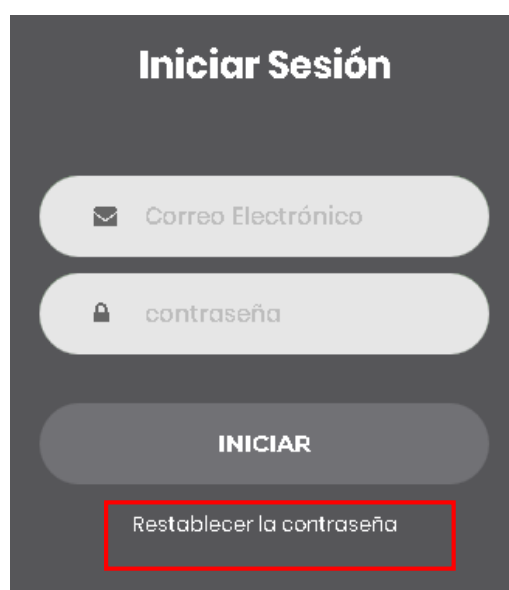 Iniciar Sesión
Correo Electrónico
contraseña
INICIAR
Restablecer la contraseña